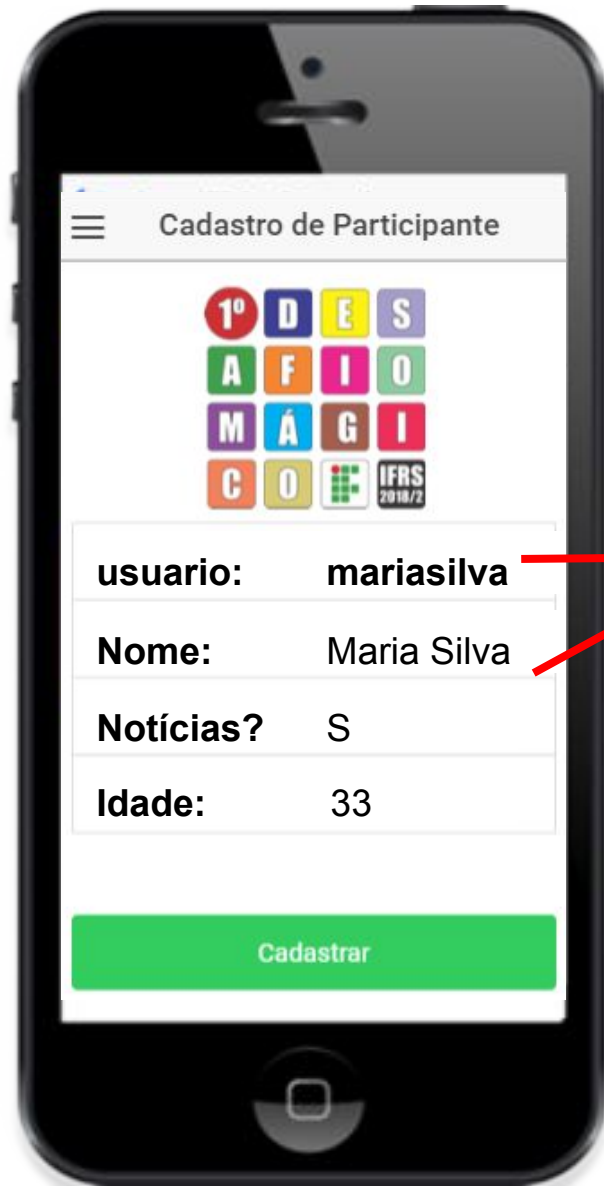 Cadastro de Participante
1º D E S
A F I O
M Á G I
C O IFRS
2018/2
usuario: mariasilva
Nome: Maria Silva
Notícias? S
Idade: 33
Cadastrar